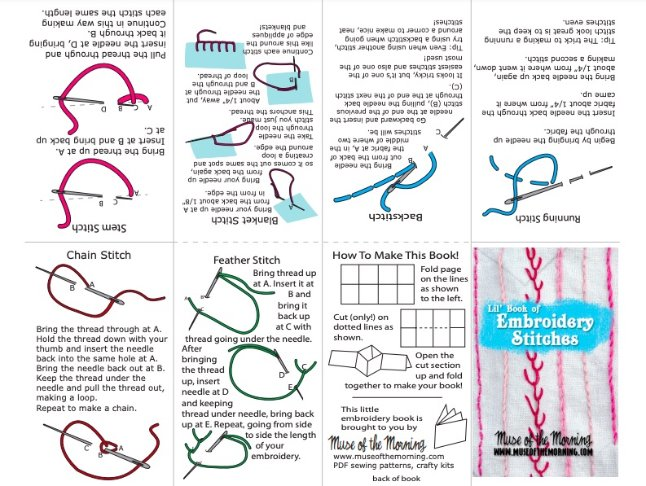 Running Stitch
Begin by bringing the needle up
through the fabric.
Insert the needle back through the
fabric about 1/4" from where it
came up.
Bring the needle back up again,
about 1/4" from where it went down,
making a second stitch.
Tip: The trick to making a running
stitch look great is to keep the
stitches even.
Backstitch
A
B
C
Bring the needle
out from the back of
the fabric at A, in the
middle of where two
stitches will be.
Go backward and insert the
needle at the end of the previous
stitch (B), pulling the needle back
through at the end of the next stitch
(C).
It looks tricky, but it's one of the
easiest stitches and also one of the
most used!
Tip: Even when using another stitch,
try using a backstitch when going
around a corner to make nice, neat
stitches!
Blanket Stitch
Bring your needle up at A
from the back about 1/8"
in from the edge.
A
Bring your needle up
from the back again,
so it comes out the same spot and
creating a loop
around the edge.
Take the needle
through the loop
stitch you just made.
This anchors the thread.
About 1/4" away, put
the needle through at
B and through the
loop of thread.
B
Continue each stitch
like this around the
edge of appliques
and blankets!
Stem Stitch
A
B
C
Bring the thread up at A.
Insert at B and bring back up
at C.
A
B
C
D
Pull the thread through and
insert the needle at D, bringing
it back through B.
Continue in this way making
each stitch the same length.
Chain Stitch
B
A
Bring the thread through at A.
Hold the thread down with your
thumb and insert the needle
back into the same hole at A.
Bring the needle back out at B.
Keep the thread under the
needle and pull the thread out,
making a loop.
Repeat to make a chain.
C
B
A
Feather Stitch
B
A
C
Bring thread up
at A. Insert it at
B and
bring it
back up
at C with
thread going under the needle.
After
bringing
the thread
up, insert
needle at D
and keeping
thread under needle, bring back
up at E. Repeat, going from side
to side the length
of your
embroidery.
C
D
E
How To Make This Book!
Fold page
on the lines
as shown
to the left.
Cut (only!) on
dotted lines as
shown.
Open the
cut section
up and fold
together to make your book!
This little
embroidery book is
brought to you by
Muse of the Morning
www.museofthemorning.com
PDF sewing patterns, crafty kits
back of book
Lil' Book of
Embroidery
Stitches
Muse of the Morning
WWW.MUSEOFTHEMORNING.COM